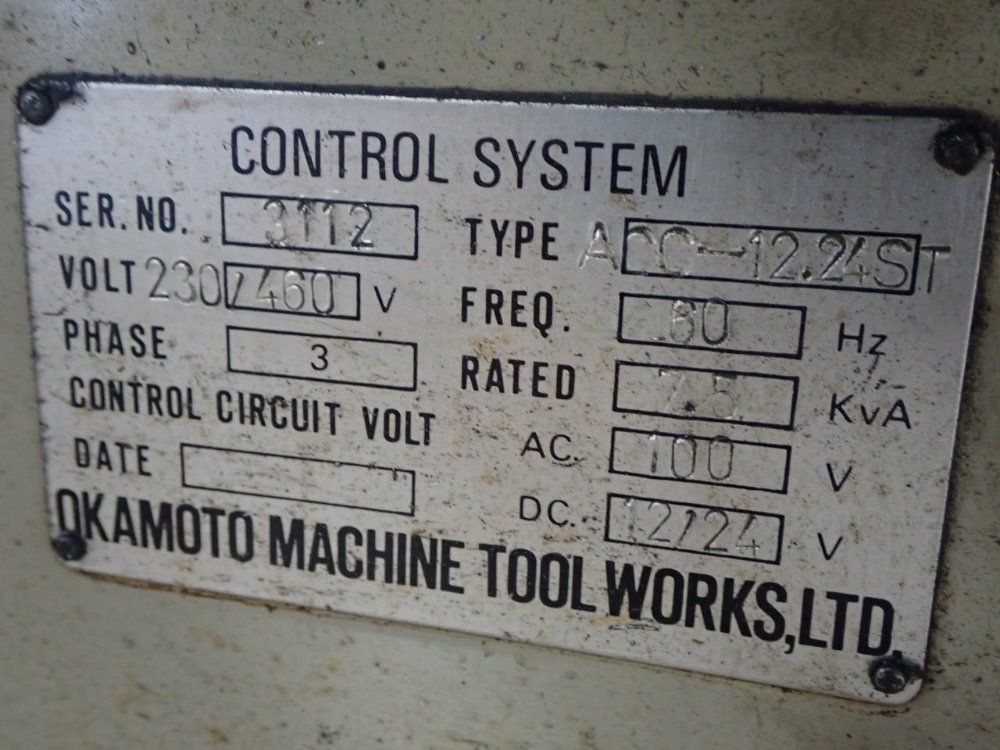 CONTROL SYSTEM
SER. NO. 3112 TYPE ACC-12.24ST
VOLT 230/460 V FREQ. 60 Hz
PHASE 3 RATED 7.5 KVA
CONTROL CIRCUIT VOLT AC. 100 V
DATE DC. 12/24 V
OKAMOTO MACHINE TOOL WORKS,LTD.